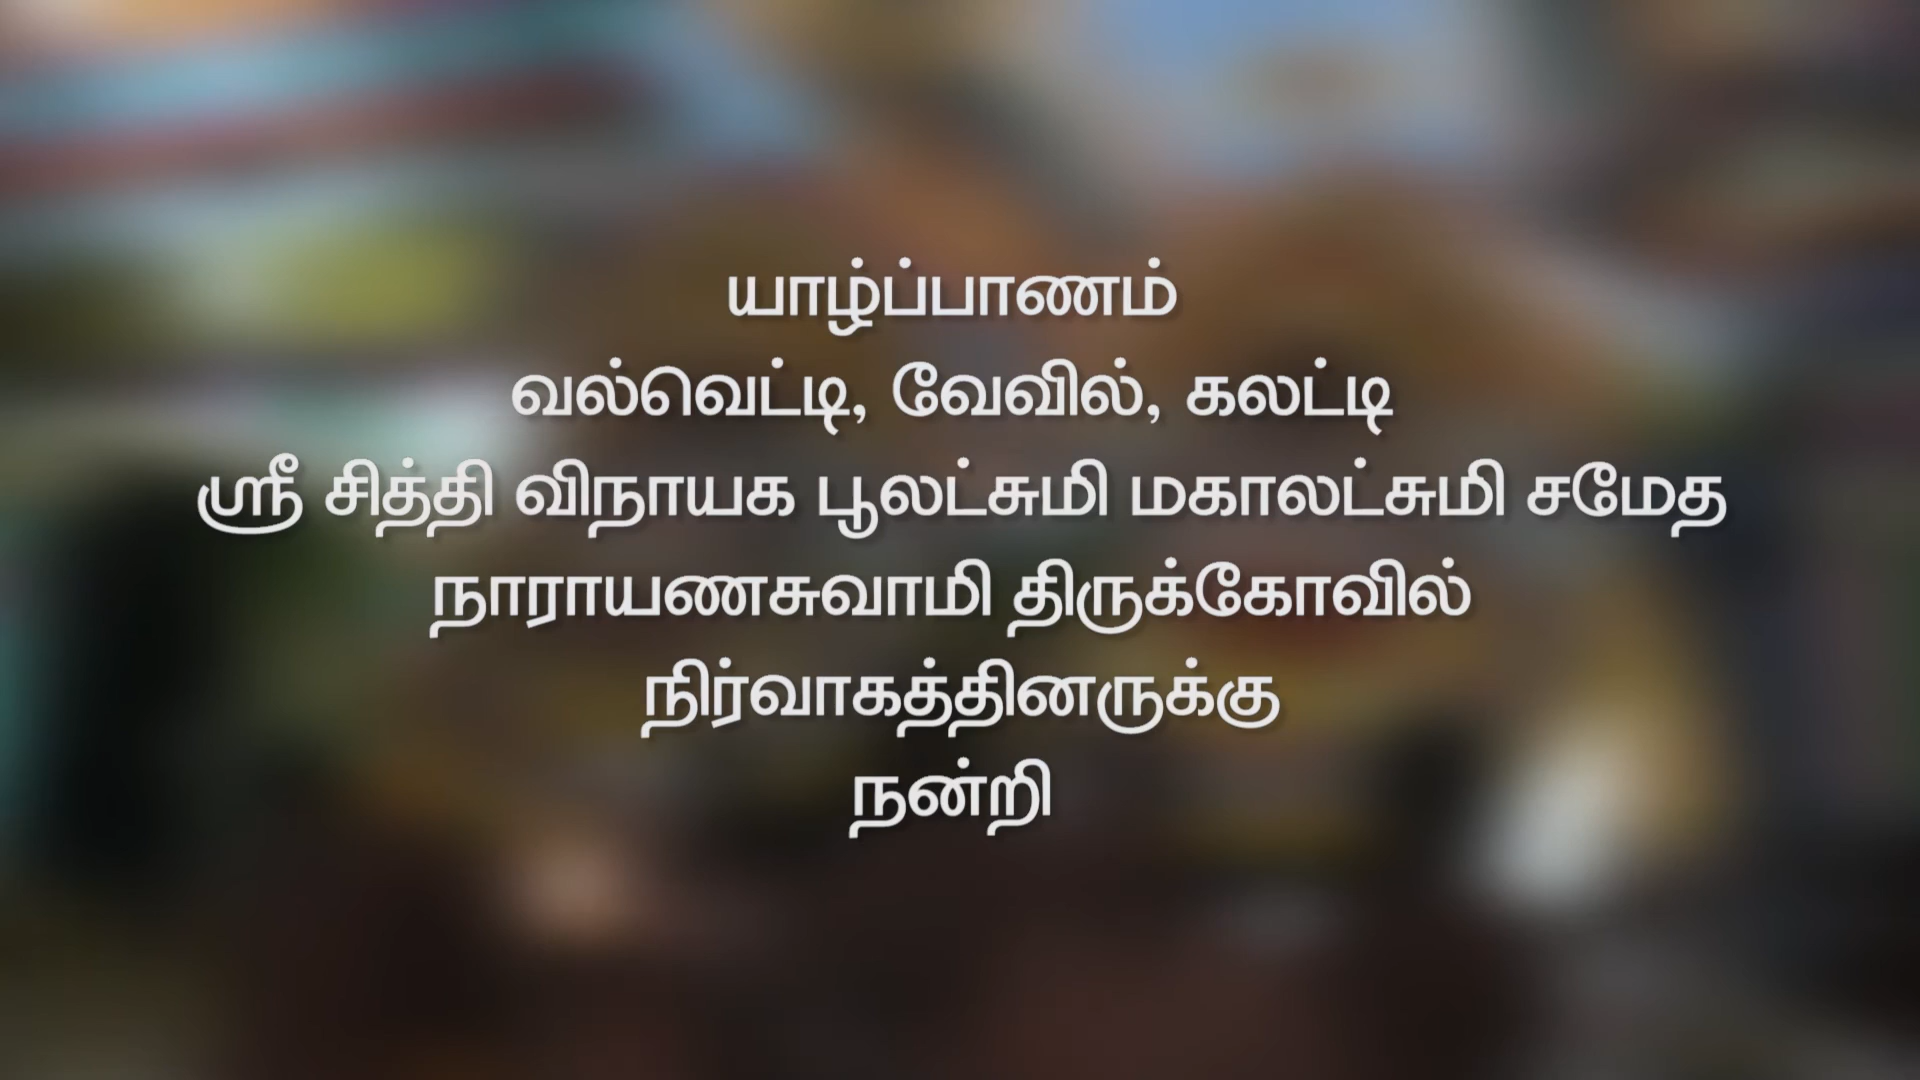 யாழ்ப்பாணம்
வல்வெட்டி, வேவில், கலட்டி
ஸ்ரீ சித்தி விநாயக பூலட்சுமி மகாலட்சுமி சமேத
நாராயணசுவாமி திருக்கோவில்
நிர்வாகத்தினருக்கு
நன்றி